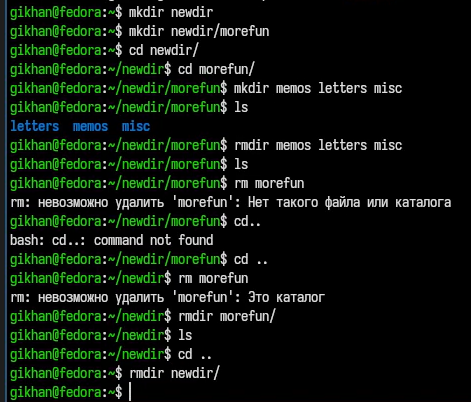 gikhan@fedora:~$ mkdir newdir
gikhan@fedora:~$ mkdir newdir/morefun
gikhan@fedora:~$ cd newdir/
gikhan@fedora:~/newdir$ cd morefun/
gikhan@fedora:~/newdir/morefun$ mkdir memos letters misc
gikhan@fedora:~/newdir/morefun$ ls
letters  memos  misc
gikhan@fedora:~/newdir/morefun$ rmdir memos letters misc
gikhan@fedora:~/newdir/morefun$ ls
gikhan@fedora:~/newdir/morefun$ rm morefun
rm: невозможно удалить 'morefun': Нет такого файла или каталога
gikhan@fedora:~/newdir/morefun$ cd..
bash: cd..: command not found
gikhan@fedora:~/newdir/morefun$ cd ..
gikhan@fedora:~/newdir$ rm morefun
rm: невозможно удалить 'morefun': Это каталог
gikhan@fedora:~/newdir$ rmdir morefun/
gikhan@fedora:~/newdir$ ls
gikhan@fedora:~/newdir$ cd ..
gikhan@fedora:~$ rmdir newdir/
gikhan@fedora:~$